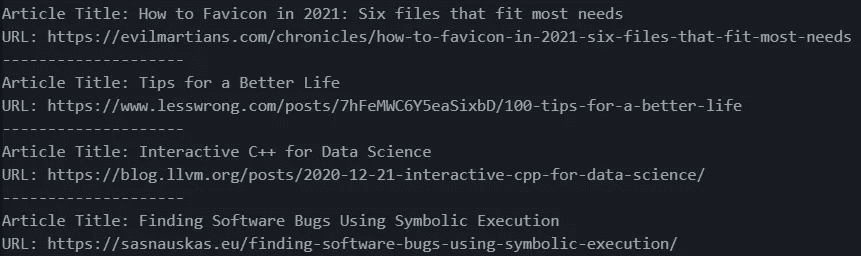 Article Title: How to Favicon in 2021: Six files that fit most needs
URL: https://evilmartians.com/chronicles/how-to-favicon-in-2021-six-files-that-fit-most-needs
--------------------
Article Title: Tips for a Better Life
URL: https://www.lesswrong.com/posts/7hFeMWC6Y5eaSixbD/100-tips-for-a-better-life
--------------------
Article Title: Interactive C++ for Data Science
URL: https://blog.llvm.org/posts/2020-12-21-interactive-cpp-for-data-science/
--------------------
Article Title: Finding Software Bugs Using Symbolic Execution
URL: https://sasnauskas.eu/finding-software-bugs-using-symbolic-execution/